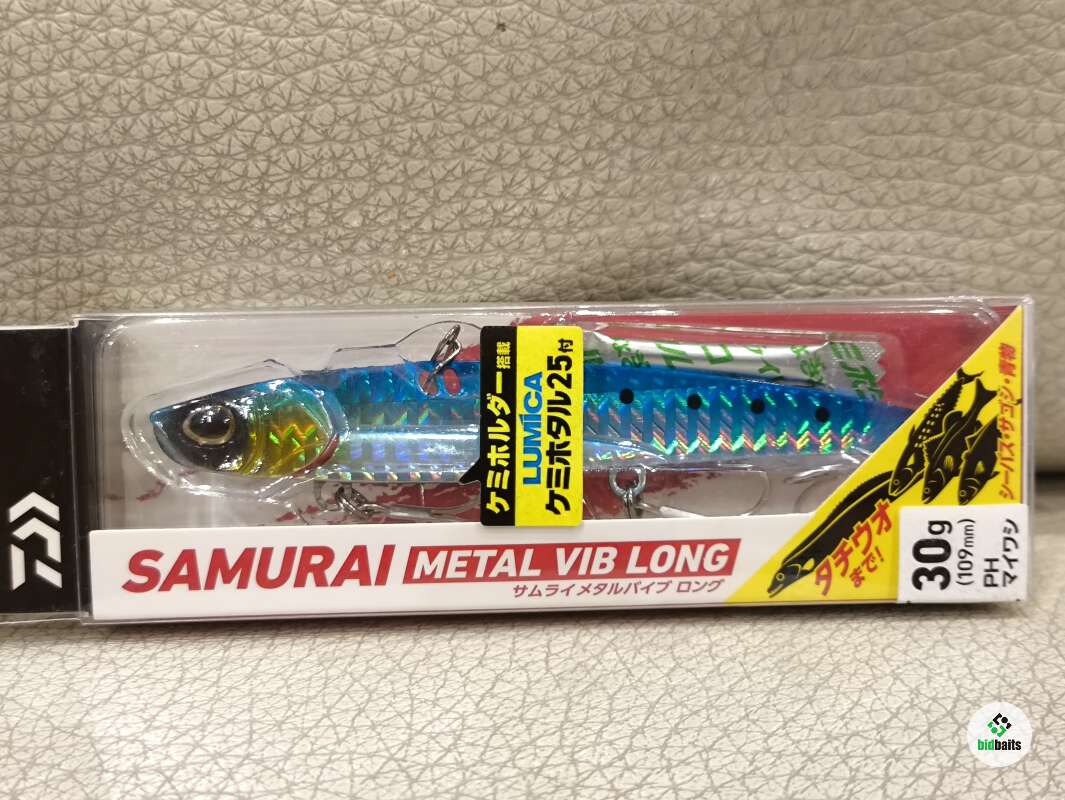 ケミホルダー搭載
LUMiCA
ケミホタル25付
シーバス・サゴシ・青物
タチウオ
まで!
SAMURAI METAL VIB LONG
サムライメタルバイブ ロング
30g
(109mm)
PH
マイワシ
bidbaits